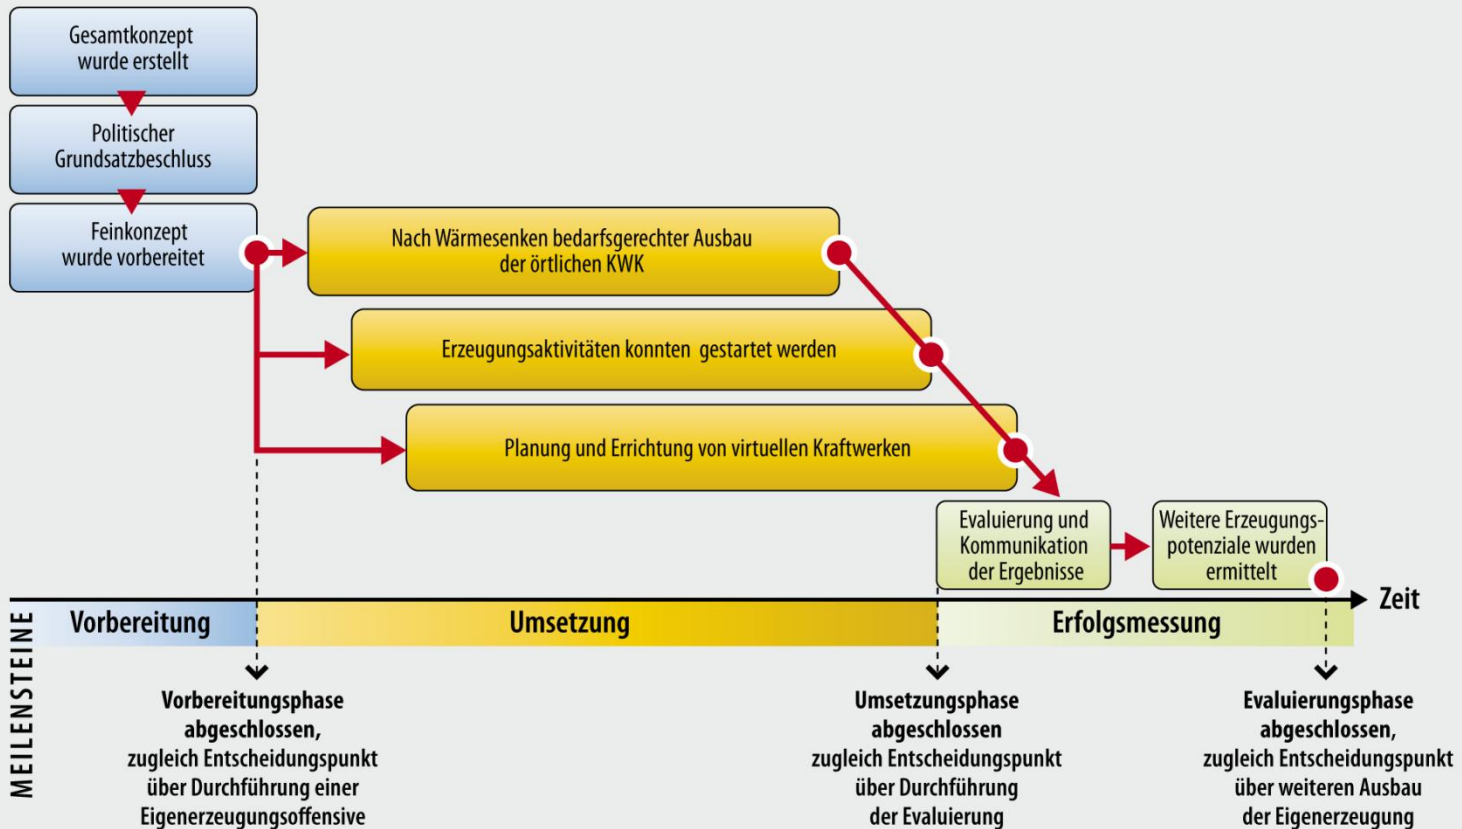 Gesamtkonzept
wurde erstellt
Politischer
Grundsatzbeschluss
Feinkonzept
wurde vorbereitet
Nach Wärmesenken bedarfsgerechter Ausbau
der örtlichen KWK
Erzeugungsaktivitäten konnten gestartet werden
Planung und Errichtung von virtuellen Kraftwerken
Evaluierung und
Kommunikation
der Ergebnisse
Weitere Erzeugungs-
potenziale wurden
ermittelt
Zeit
MEILENSTEINE
Vorbereitung
Umsetzung
Erfolgsmessung
Vorbereitungsphase
abgeschlossen,
zugleich Entscheidungspunkt
über Durchführung einer
Eigenerzeugungsoffensive
Umsetzungsphase
abgeschlossen
zugleich Entscheidungspunkt
über Durchführung
der Evaluierung
Evaluierungsphase
abgeschlossen,
zugleich Entscheidungspunkt
über weiteren Ausbau
der Eigenerzeugung